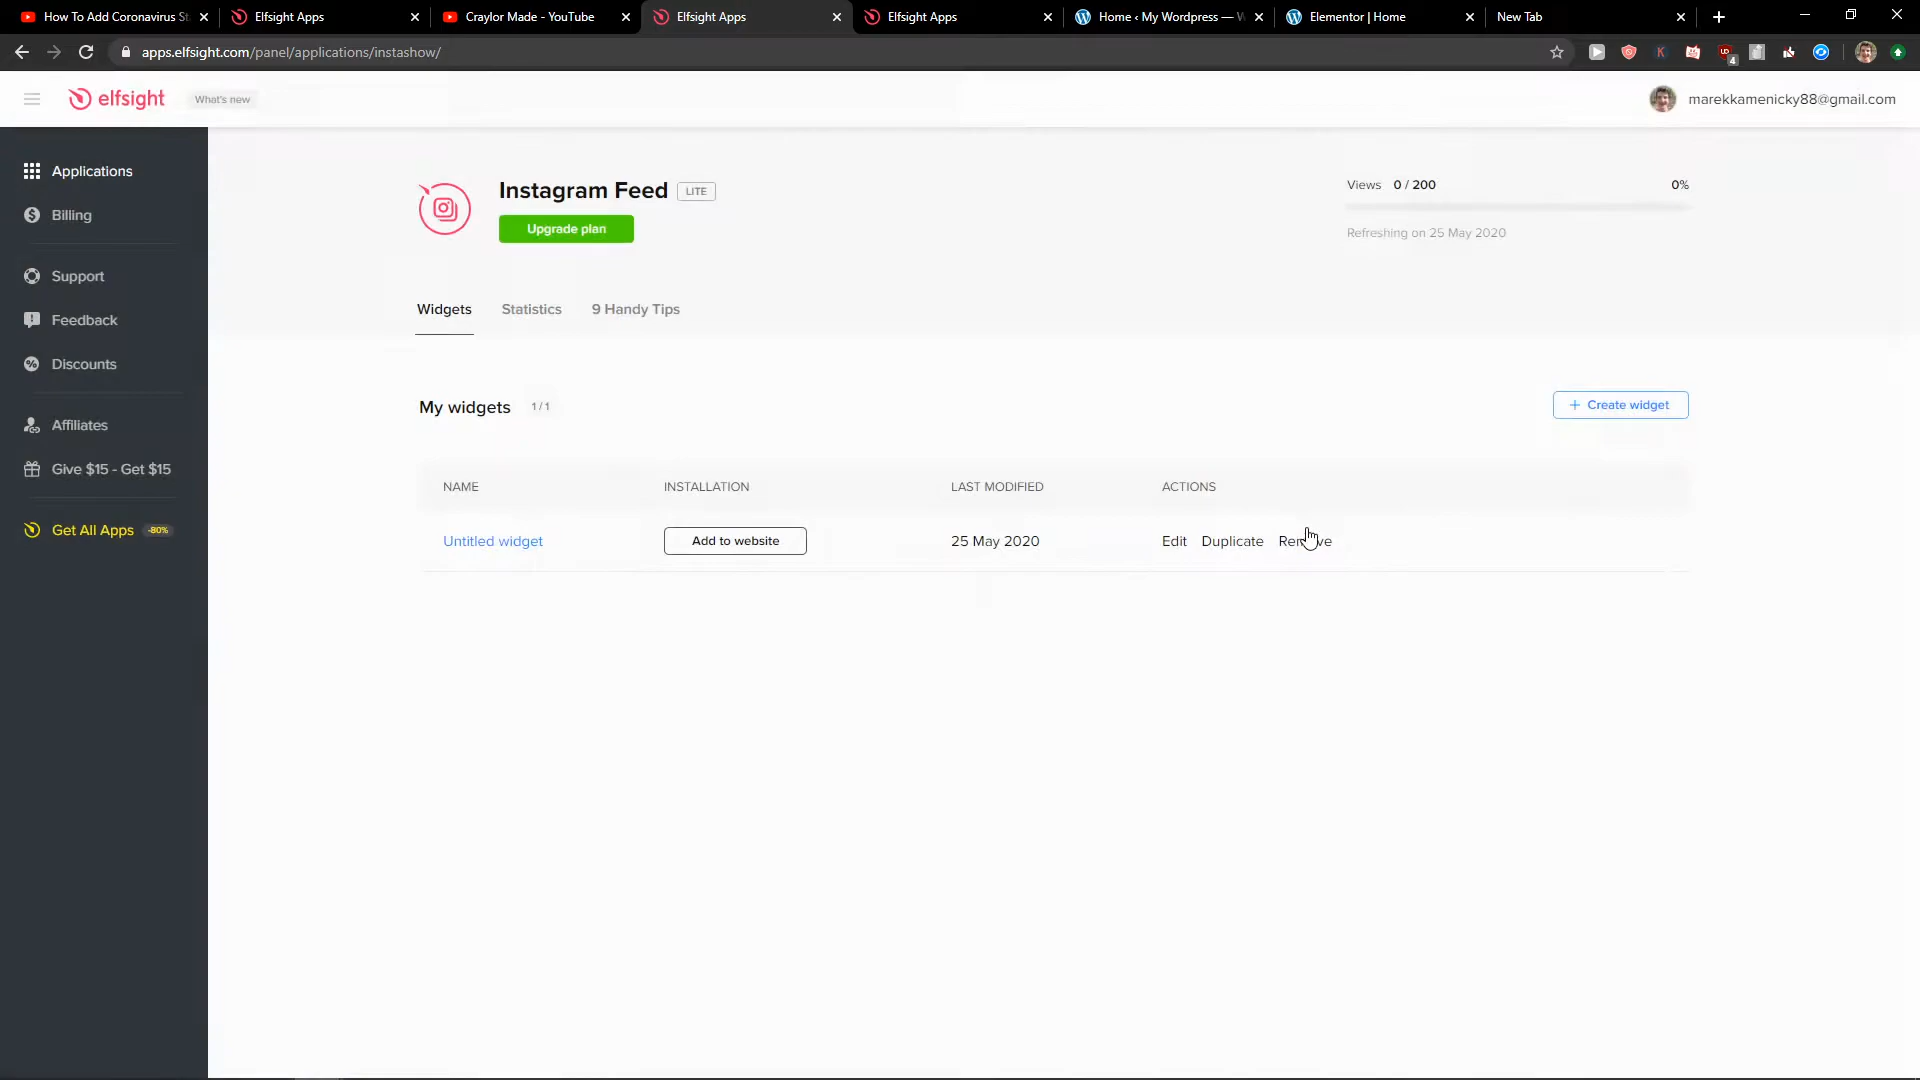 How To Add Coronavirus St
Elfsight Apps
Craylor Made - YouTube
Elfsight Apps
Elfsight Apps
Home ‹ My Wordpress — W
Elementor | Home
New Tab
apps.elfsight.com/panel/applications/instashow/
4
elfsight
What's new
marekkamenicky88@gmail.com
Applications
Billing
Support
Feedback
Discounts
Affiliates
Give $15 - Get $15
Get All Apps -80%
Instagram Feed LITE
Upgrade plan
Views 0 / 200 0%
Refreshing on 25 May 2020
Widgets Statistics 9 Handy Tips
My widgets 1 / 1
+ Create widget
NAME INSTALLATION LAST MODIFIED ACTIONS
Untitled widget Add to website 25 May 2020 Edit Duplicate Remove